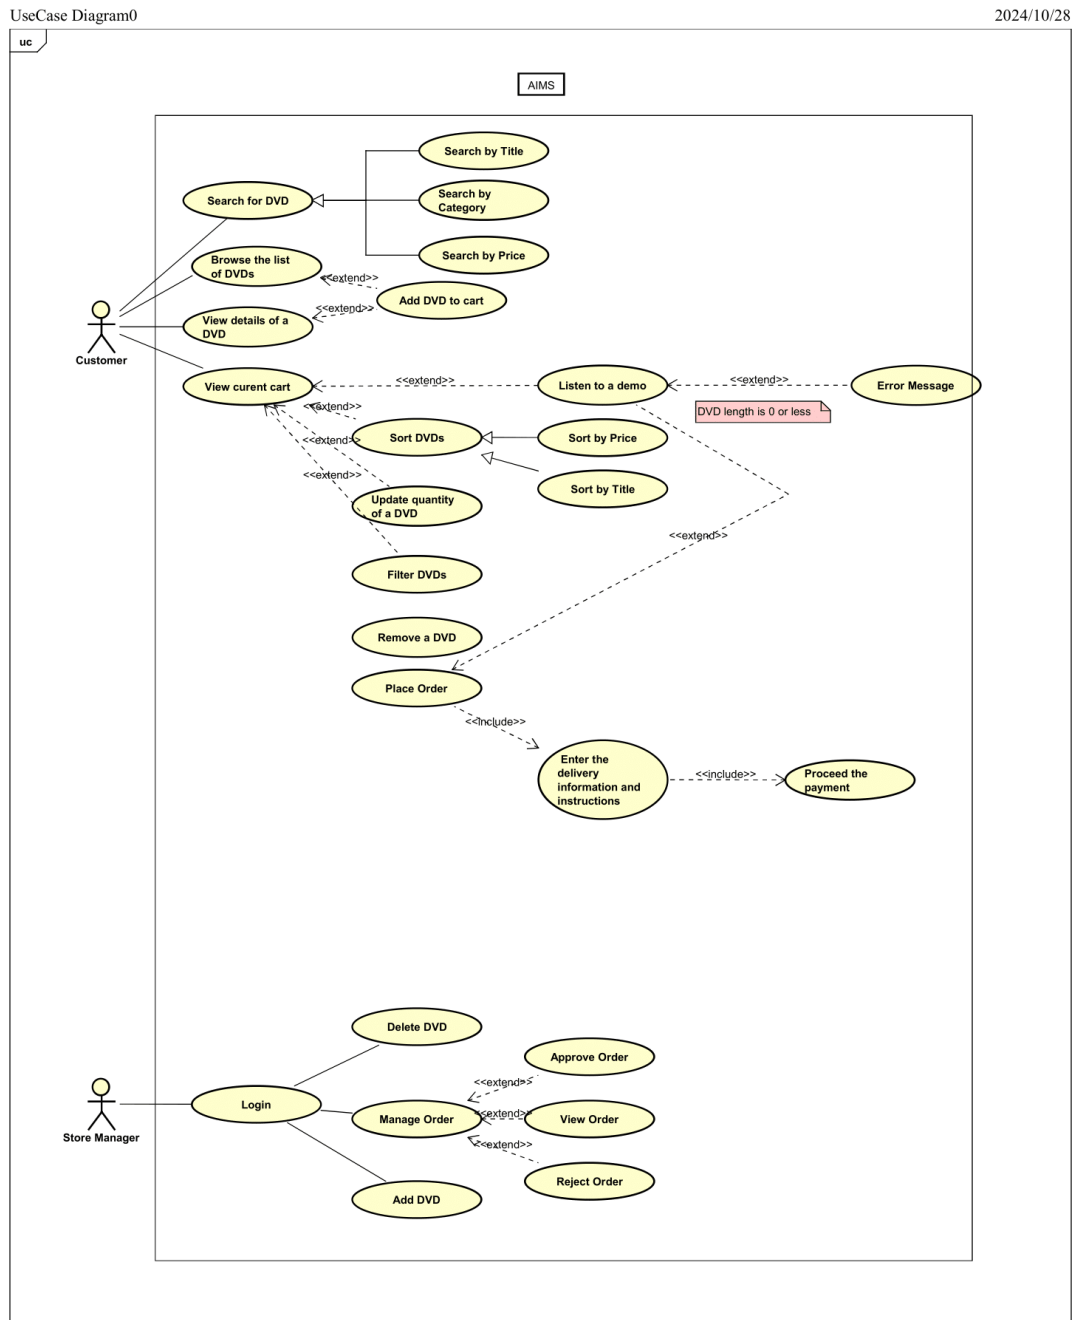 UseCase Diagram0
2024/10/28
uc
AIMS
Search by Title
Search for DVD
Search by
Category
Search by Price
Browse the list
of DVDs
<<extend>>
Add DVD to cart
<<extend>>
View details of a
DVD
Customer
View curent cart
<<extend>>
Listen to a demo
<<extend>>
Error Message
<<extend>>
DVD length is 0 or less
Sort DVDs
Sort by Price
<<extend>>
<<extend>>
Sort by Title
Update quantity
of a DVD
<<extend>>
Filter DVDs
Remove a DVD
Place Order
<<include>>
Enter the
delivery
information and
instructions
<<include>>
Proceed the
payment
Delete DVD
Approve Order
<<extend>>
Login
Manage Order
<<extend>>
View Order
Store Manager
<<extend>>
Reject Order
Add DVD